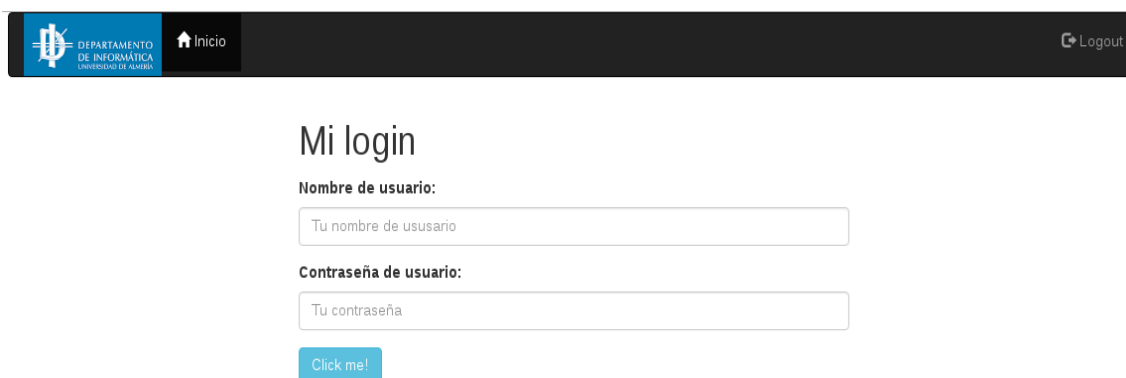 DEPARTAMENTO
DE INFORMÁTICA
UNIVERSIDAD DE ALMERÍA
Inicio
Logout
Mi login
Nombre de usuario:
Tu nombre de ususario
Contraseña de usuario:
Tu contraseña
Click me!